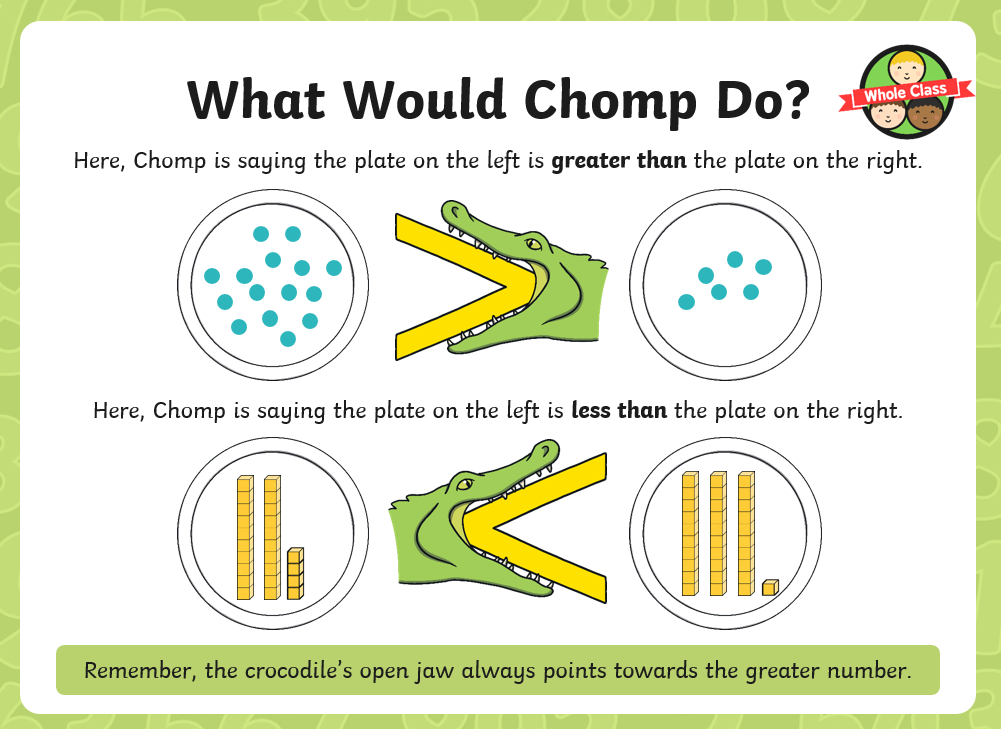 What Would Chomp Do?
Whole Class
Here, Chomp is saying the plate on the left is greater than the plate on the right.
Here, Chomp is saying the plate on the left is less than the plate on the right.
Remember, the crocodile's open jaw always points towards the greater number.